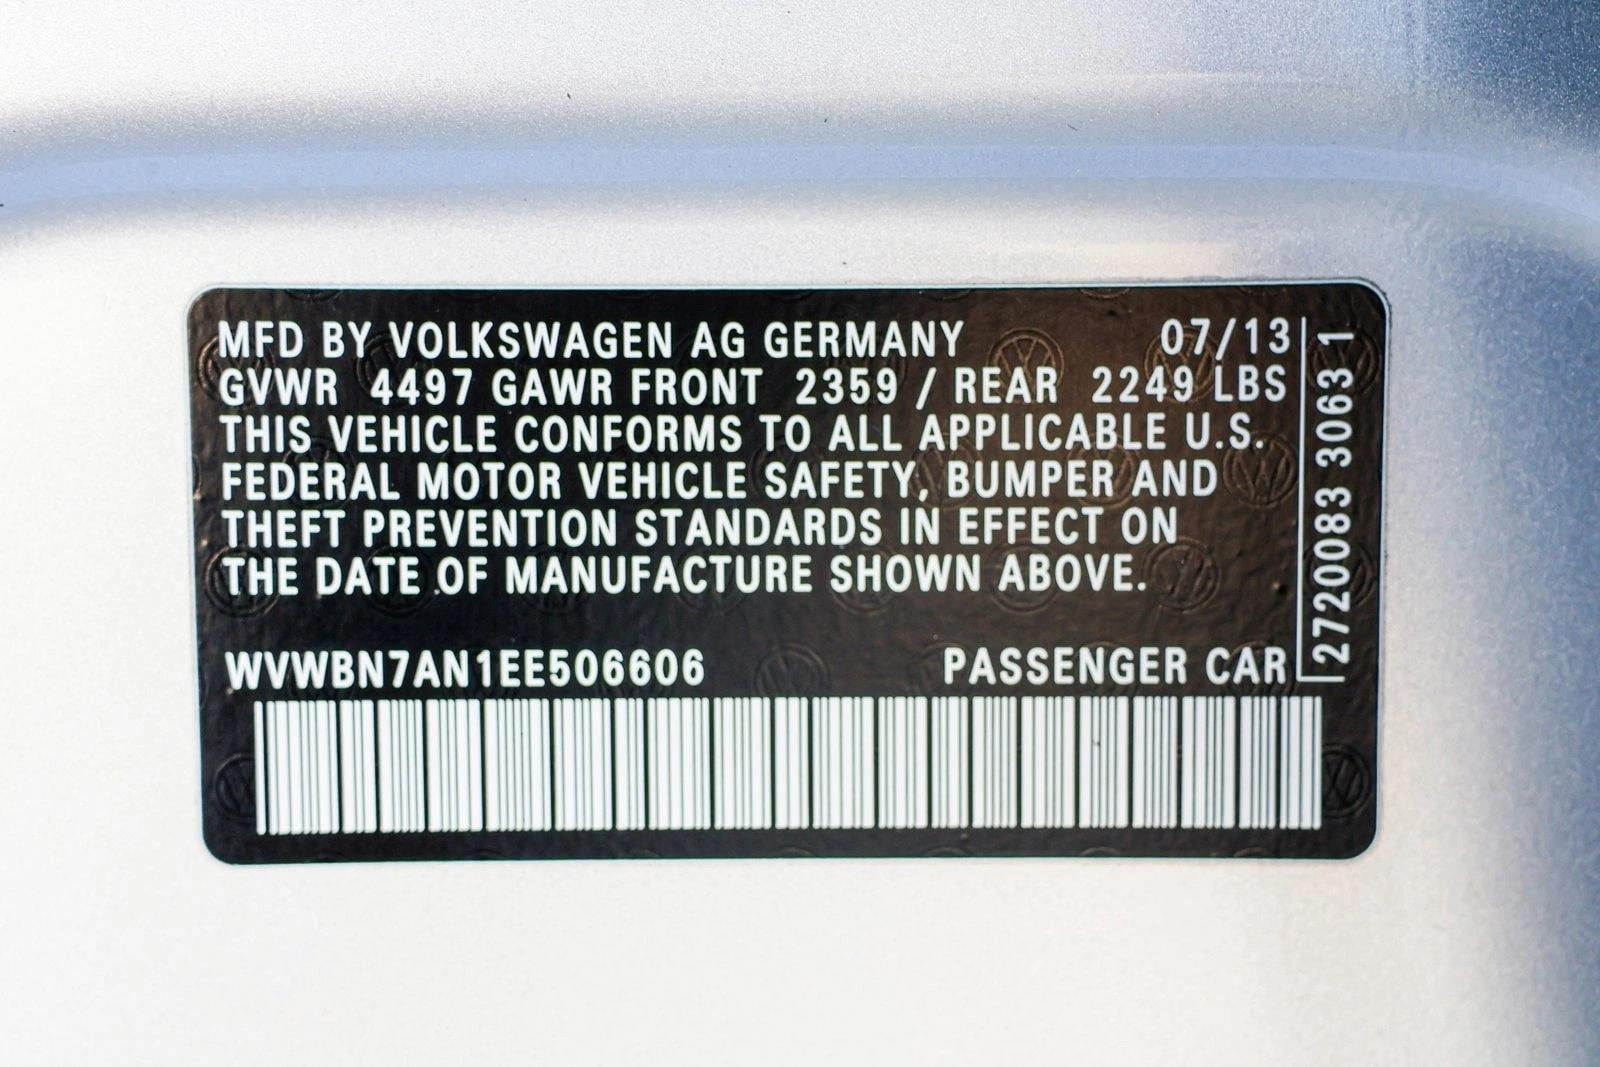 MFD BY VOLKSWAGEN AG GERMANY 07/13
GVWR 4497 GAWR FRONT 2359 / REAR 2249 LBS
THIS VEHICLE CONFORMS TO ALL APPLICABLE U.S.
FEDERAL MOTOR VEHICLE SAFETY, BUMPER AND
THEFT PREVENTION STANDARDS IN EFFECT ON
THE DATE OF MANUFACTURE SHOWN ABOVE.
WVWBN7AN1EE506606 PASSENGER CAR
2720083 3063 1